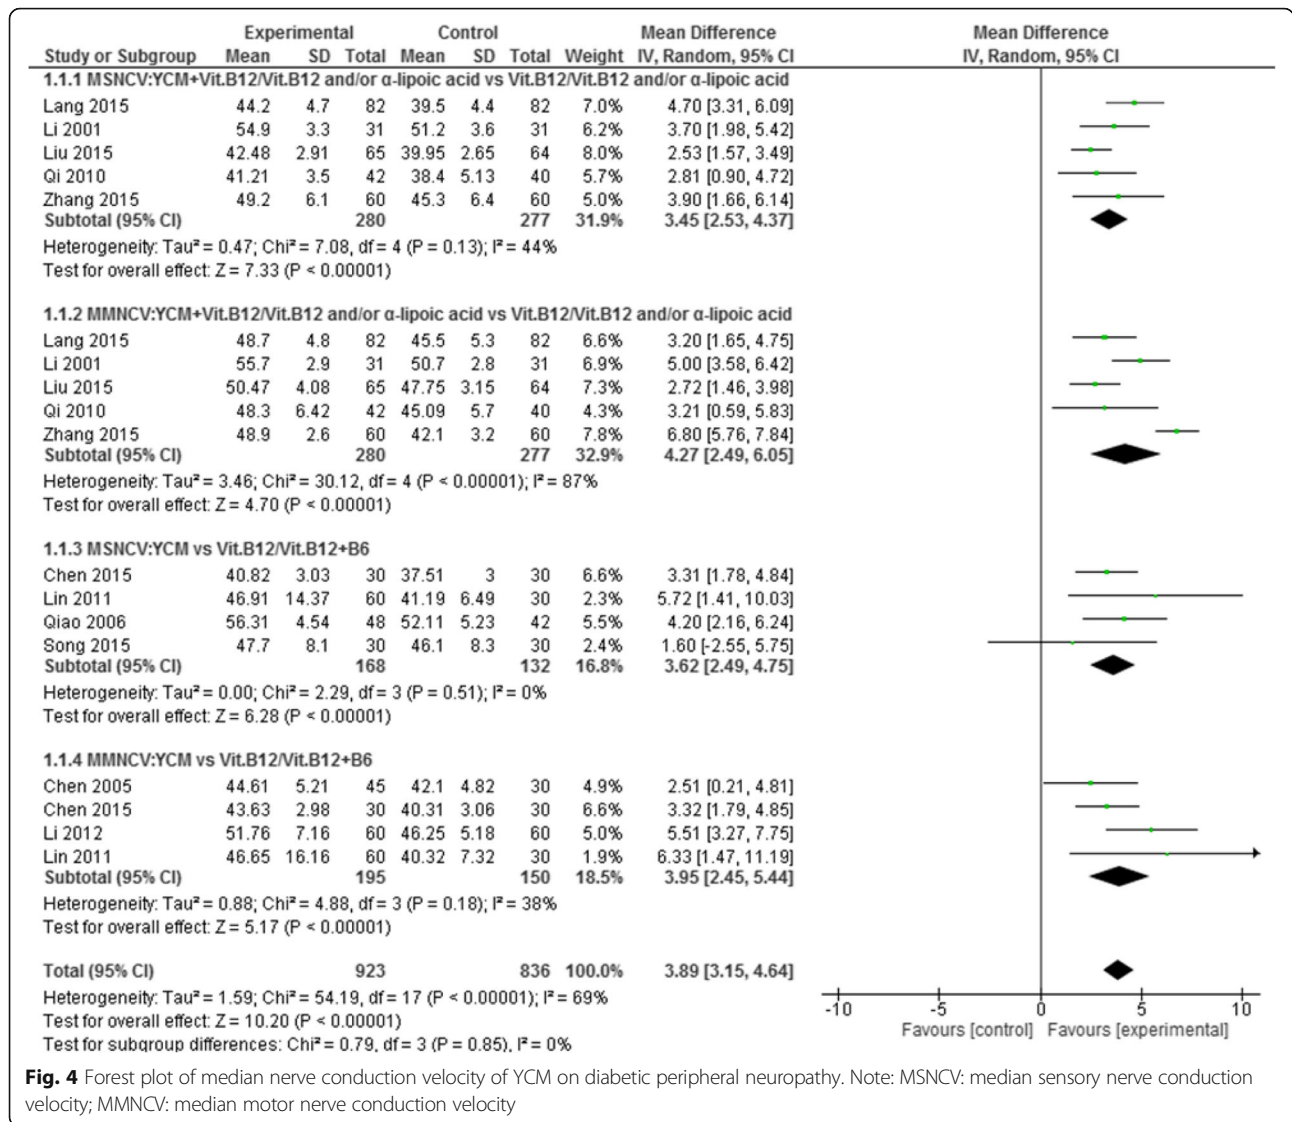 Experimental Control Mean Difference Mean Difference
Study or Subgroup Mean SD Total Mean SD Total Weight IV, Random, 95% CI IV, Random, 95% CI
1.1.1 MSNCV:YCM+Vit.B12/Vit.B12 and/or α-lipoic acid vs Vit.B12/Vit.B12 and/or α-lipoic acid
Lang 2015 44.2 4.7 82 39.5 4.4 82 7.0% 4.70 [3.31, 6.09]
Li 2001 54.9 3.3 31 51.2 3.6 31 6.2% 3.70 [1.98, 5.42]
Liu 2015 42.48 2.91 65 39.95 2.65 64 8.0% 2.53 [1.57, 3.49]
Qi 2010 41.21 3.5 42 38.4 5.13 40 5.7% 2.81 [0.90, 4.72]
Zhang 2015 49.2 6.1 60 45.3 6.4 60 5.0% 3.90 [1.66, 6.14]
Subtotal (95% CI) 280 277 31.9% 3.45 [2.53, 4.37]
Heterogeneity: Tau² = 0.47; Chi² = 7.08, df = 4 (P = 0.13); I² = 44%
Test for overall effect: Z = 7.33 (P < 0.00001)
1.1.2 MMNCV:YCM+Vit.B12/Vit.B12 and/or α-lipoic acid vs Vit.B12/Vit.B12 and/or α-lipoic acid
Lang 2015 48.7 4.8 82 45.5 5.3 82 6.6% 3.20 [1.65, 4.75]
Li 2001 55.7 2.9 31 50.7 2.8 31 6.9% 5.00 [3.58, 6.42]
Liu 2015 50.47 4.08 65 47.75 3.15 64 7.3% 2.72 [1.46, 3.98]
Qi 2010 48.3 6.42 42 45.09 5.7 40 4.3% 3.21 [0.59, 5.83]
Zhang 2015 48.9 2.6 60 42.1 3.2 60 7.8% 6.80 [5.76, 7.84]
Subtotal (95% CI) 280 277 32.9% 4.27 [2.49, 6.05]
Heterogeneity: Tau² = 3.46; Chi² = 30.12, df = 4 (P < 0.00001); I² = 87%
Test for overall effect: Z = 4.70 (P < 0.00001)
1.1.3 MSNCV:YCM vs Vit.B12/Vit.B12+B6
Chen 2015 40.82 3.03 30 37.51 3 30 6.6% 3.31 [1.78, 4.84]
Lin 2011 46.91 14.37 60 41.19 6.49 30 2.3% 5.72 [1.41, 10.03]
Qiao 2006 56.31 4.54 48 52.11 5.23 42 5.5% 4.20 [2.16, 6.24]
Song 2015 47.7 8.1 30 46.1 8.3 30 2.4% 1.60 [-2.55, 5.75]
Subtotal (95% CI) 168 132 16.8% 3.62 [2.49, 4.75]
Heterogeneity: Tau² = 0.00; Chi² = 2.29, df = 3 (P = 0.51); I² = 0%
Test for overall effect: Z = 6.28 (P < 0.00001)
1.1.4 MMNCV:YCM vs Vit.B12/Vit.B12+B6
Chen 2005 44.61 5.21 45 42.1 4.82 30 4.9% 2.51 [0.21, 4.81]
Chen 2015 43.63 2.98 30 40.31 3.06 30 6.6% 3.32 [1.79, 4.85]
Li 2012 51.76 7.16 60 46.25 5.18 60 5.0% 5.51 [3.27, 7.75]
Lin 2011 46.65 16.16 60 40.32 7.32 30 1.9% 6.33 [1.47, 11.19]
Subtotal (95% CI) 195 150 18.5% 3.95 [2.45, 5.44]
Heterogeneity: Tau² = 0.88; Chi² = 4.88, df = 3 (P = 0.18); I² = 38%
Test for overall effect: Z = 5.17 (P < 0.00001)
Total (95% CI) 923 836 100.0% 3.89 [3.15, 4.64]
Heterogeneity: Tau² = 1.59; Chi² = 54.19, df = 17 (P < 0.00001); I² = 69%
Test for overall effect: Z = 10.20 (P < 0.00001)
Test for subgroup differences: Chi² = 0.79, df = 3 (P = 0.85), I² = 0%
-10 -5 0 5 10
Favours [control] Favours [experimental]
Fig. 4 Forest plot of median nerve conduction velocity of YCM on diabetic peripheral neuropathy. Note: MSNCV: median sensory nerve conduction
velocity; MMNCV: median motor nerve conduction velocity